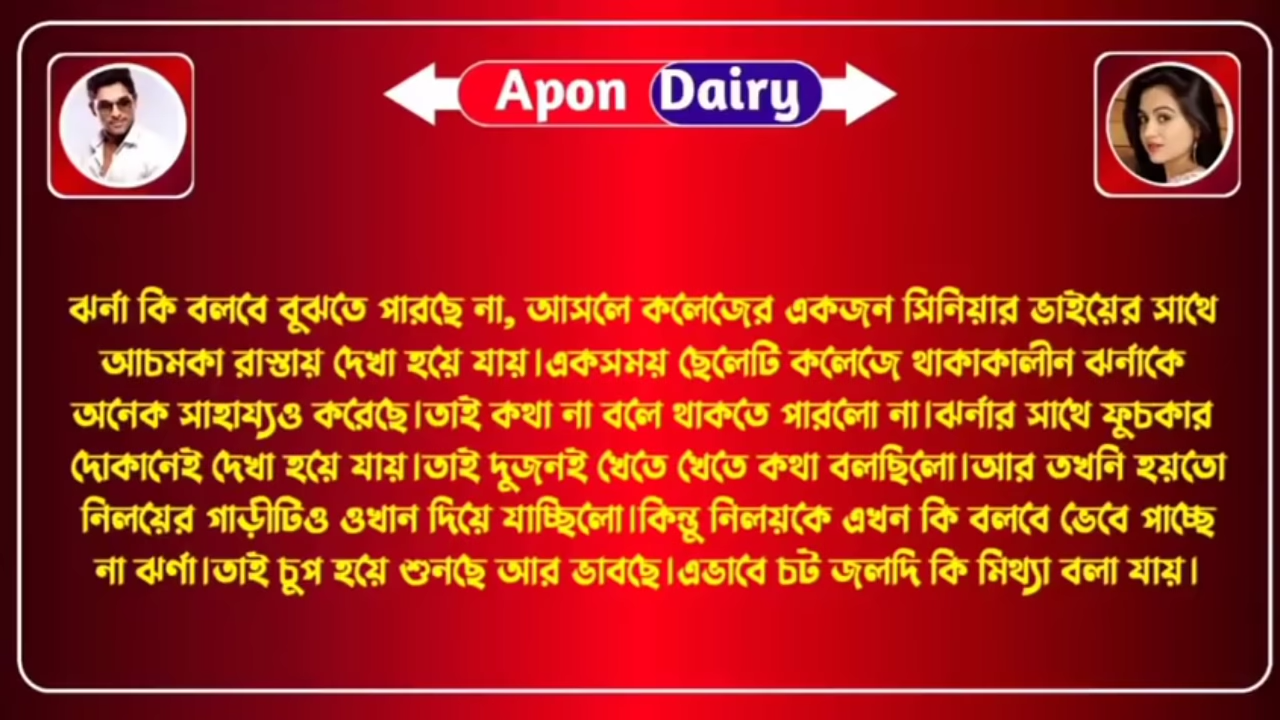 Apon Dairy
ঝর্না কি বলবে বুঝতে পারছে না, আসলে কলেজের একজন সিনিয়ার ভাইয়ের সাথে
আচমকা রাস্তায় দেখা হয়ে যায়।একসময় ছেলেটি কলেজে থাকাকালীন ঝর্নাকে
অনেক সাহায্যও করেছে।তাই কথা না বলে থাকতে পারলো না।ঝর্নার সাথে ফুচকার
দোকানেই দেখা হয়ে যায়।তাই দুজনই খেতে খেতে কথা বলছিলো।আর তখনি হয়তো
নিলয়ের গাড়ীটিও ওখান দিয়ে যাচ্ছিলো।কিন্তু নিলয়কে এখন কি বলবে ভেবে পাচ্ছে
না ঝর্ণা।তাই চুপ হয়ে শুনছে আর ভাবছে।এভাবে চট জলদি কি মিথ্যা বলা যায়।